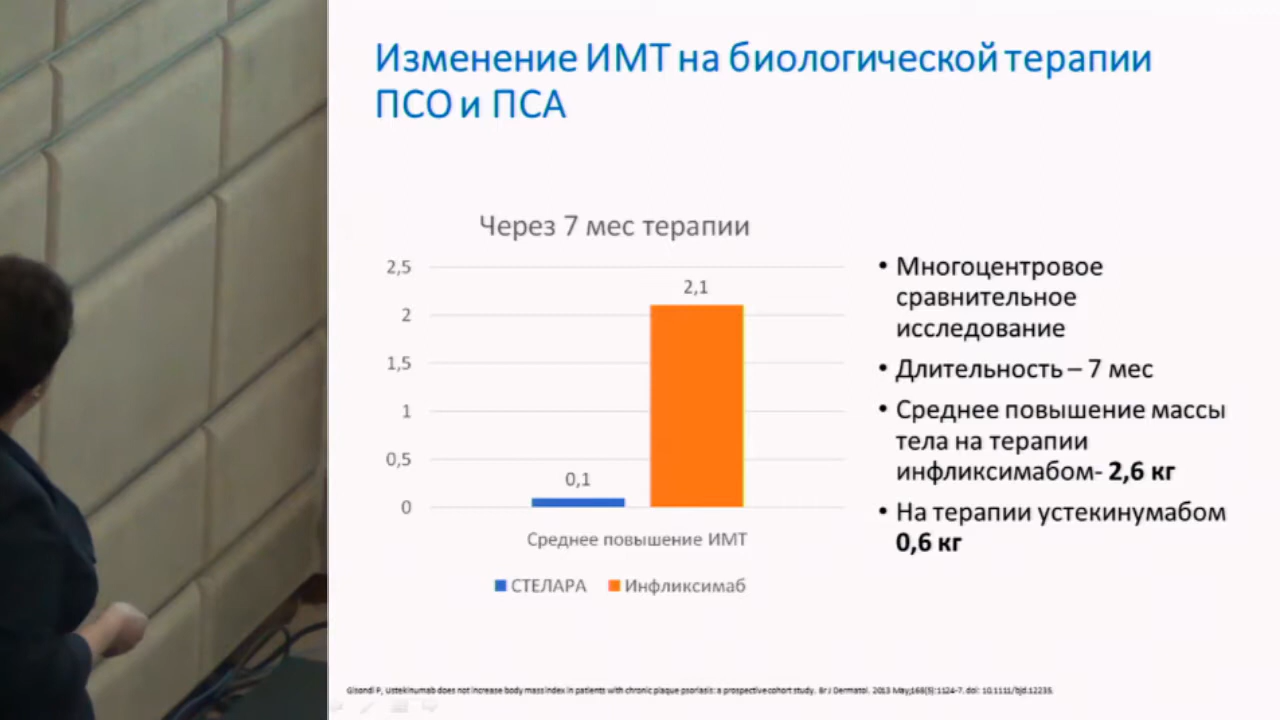 Изменение ИМТ на биологической терапии
ПСО и ПСА
Через 7 мес терапии
2,5
2
1,5
1
0,5
0
0,1
2,1
Среднее повышение ИМТ
СТЕЛАРА
Инфликсимаб
• Многоцентровое
сравнительное
исследование
• Длительность – 7 мес
• Среднее повышение массы
тела на терапии
инфликсимабом- 2,6 кг
• На терапии устекинумабом
0,6 кг
Gisondi P, Ustekinumab does not increase body mass index in patients with chronic plaque psoriasis: a prospective cohort study. Br J Dermatol. 2013 May;168(5):1124-7. doi: 10.1111/bjd.12235.